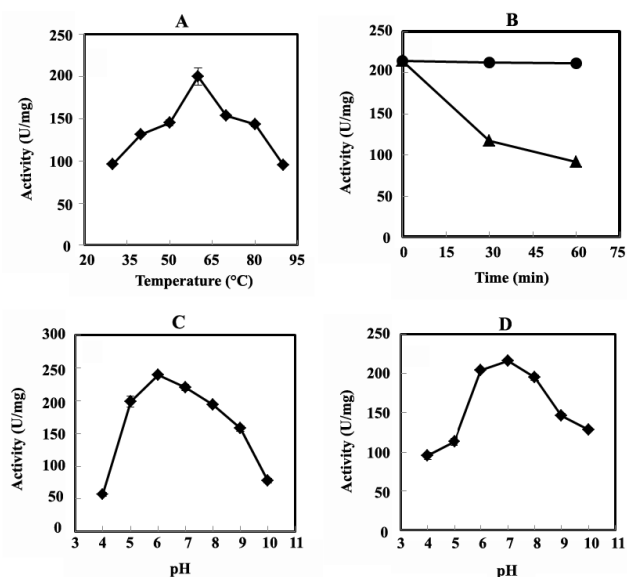 A
Activity (U/mg)
250
200
150
100
50
0
20 35 50 65 80 95
Temperature (°C)
B
Activity (U/mg)
250
200
150
100
50
0
0 15 30 45 60 75
Time (min)
C
Activity (U/mg)
300
250
200
150
100
50
0
3 4 5 6 7 8 9 10 11
pH
D
Activity (U/mg)
250
200
150
100
50
0
3 4 5 6 7 8 9 10 11
pH